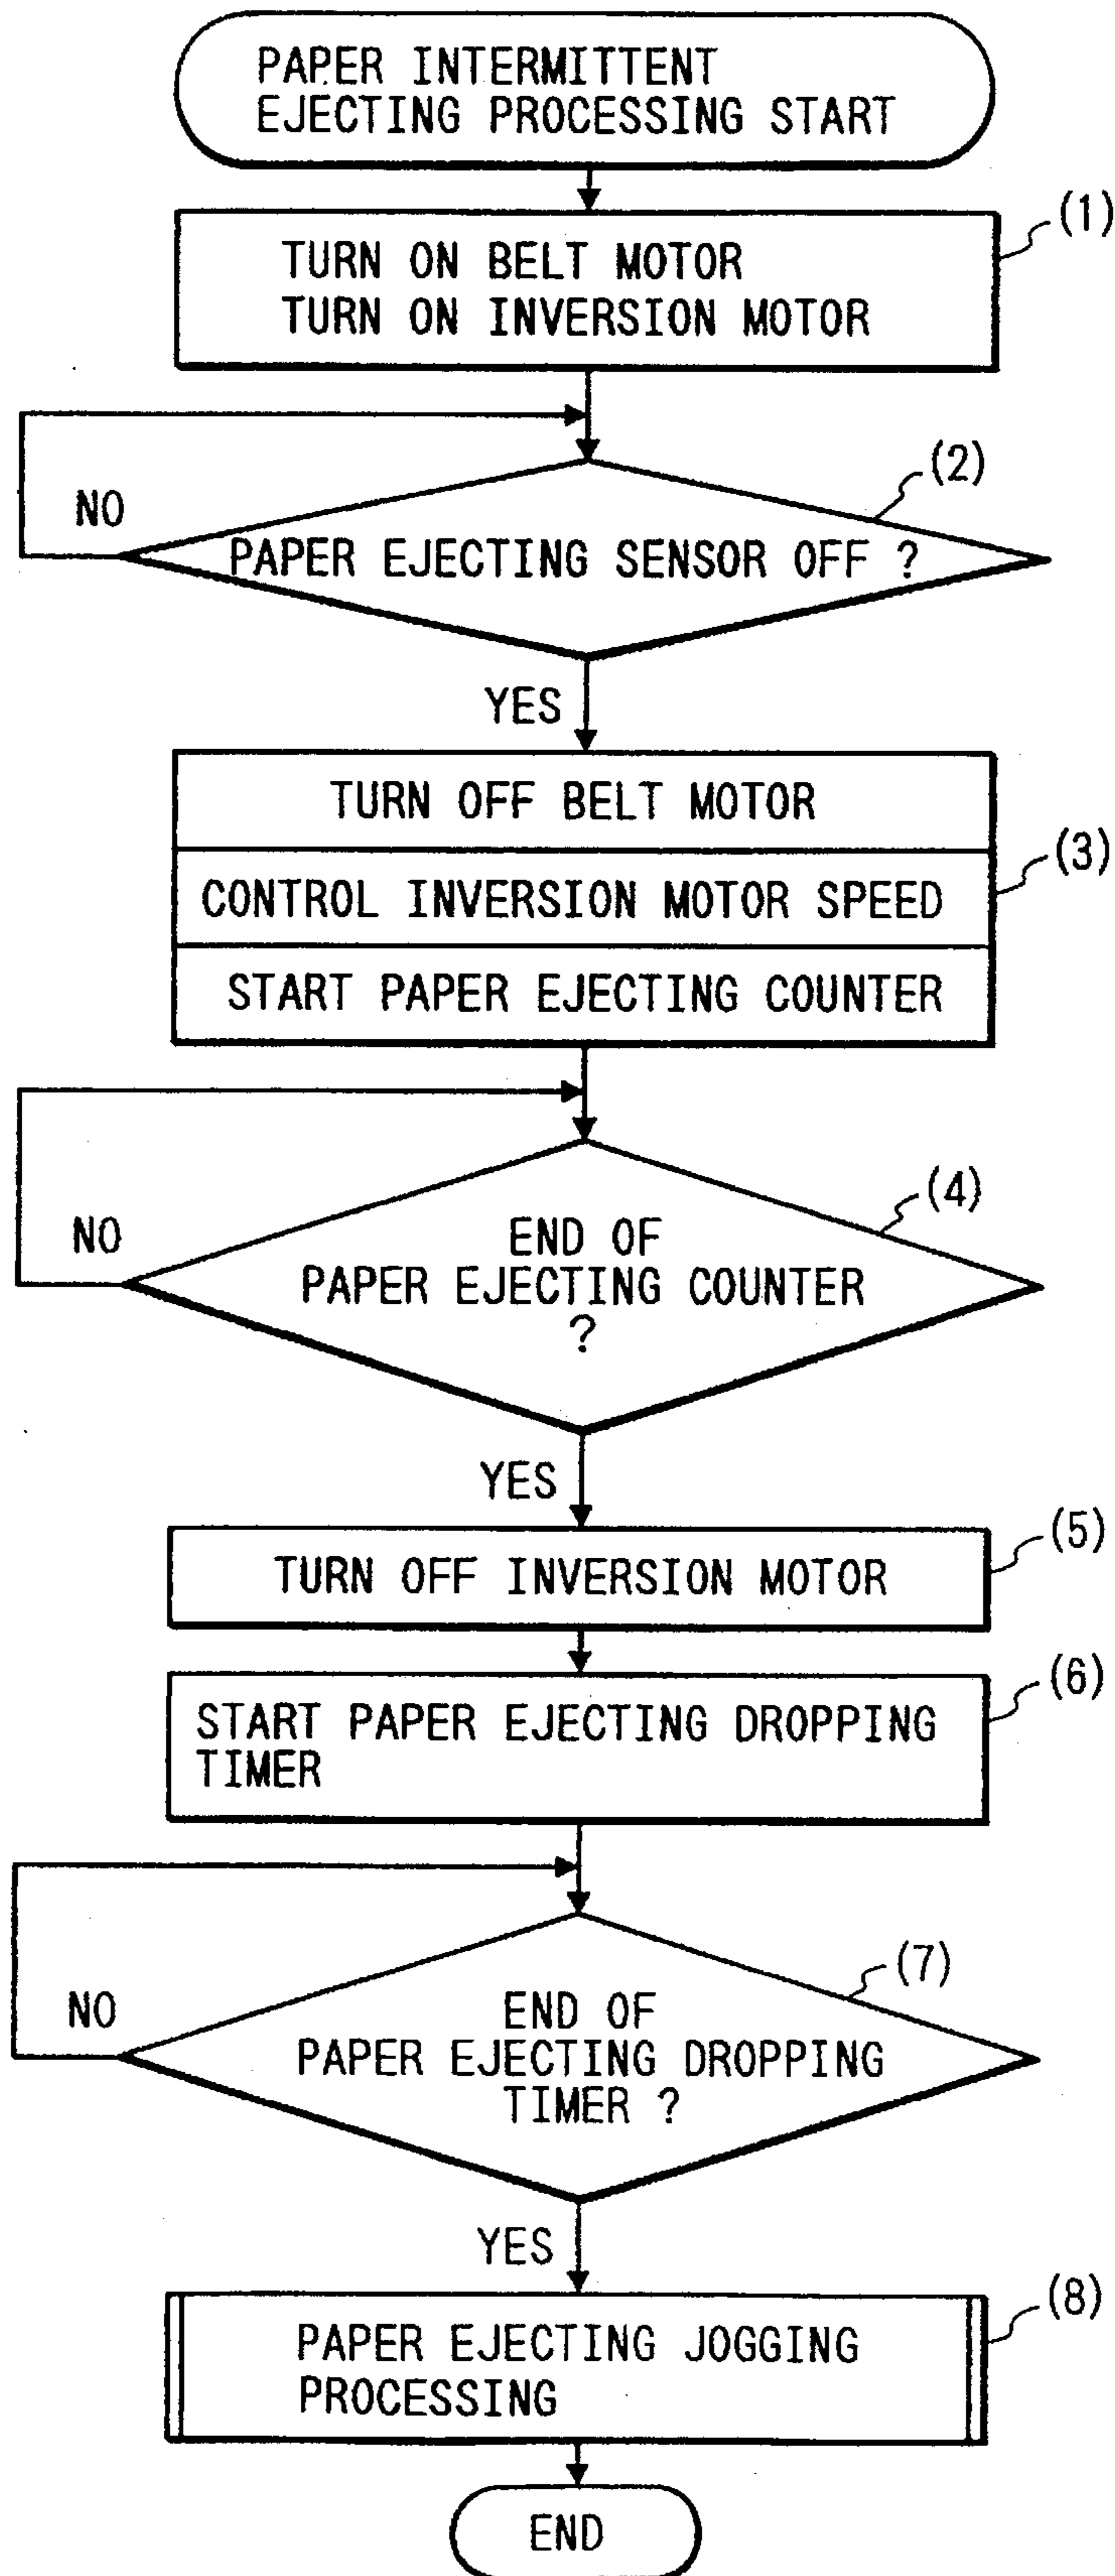 PAPER INTERMITTENT
EJECTING PROCESSING START
(1)
TURN ON BELT MOTOR
TURN ON INVERSION MOTOR
(2)
NO
PAPER EJECTING SENSOR OFF ?
YES
TURN OFF BELT MOTOR
(3)
CONTROL INVERSION MOTOR SPEED
START PAPER EJECTING COUNTER
(4)
NO
END OF
PAPER EJECTING COUNTER
?
YES
(5)
TURN OFF INVERSION MOTOR
(6)
START PAPER EJECTING DROPPING
TIMER
(7)
NO
END OF
PAPER EJECTING DROPPING
TIMER ?
YES
(8)
PAPER EJECTING JOGGING
PROCESSING
END